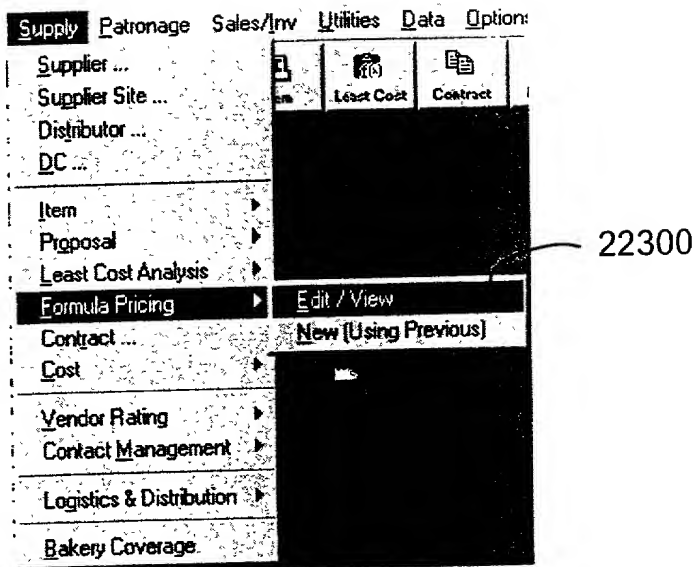 Supply Patronage Sales/Inv Utilities Data Option
Supplier ...
Supplier Site ...
Least Cost Contract
Distributor ...
DC ...
Item
Proposal
Least Cost Analysis
22300
Formula Pricing Edit / View
Contract ... New (Using Previous)
Cost
Vendor Rating
Contact Management
Logistics & Distribution
Bakery Coverage